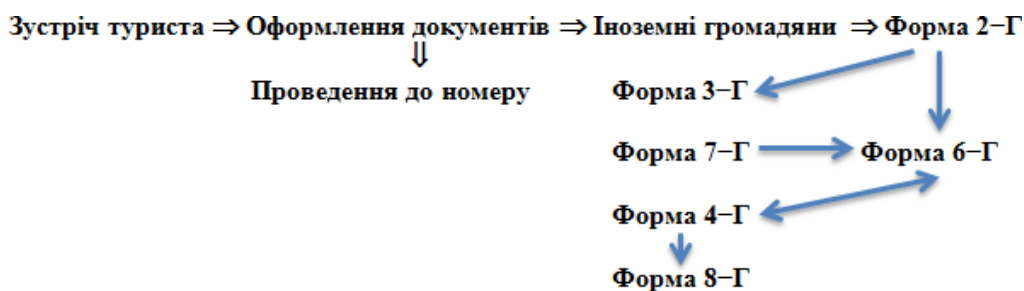 Зустріч туриста ⇒ Оформлення документів ⇒ Іноземні громадяни ⇒ Форма 2−Г
⇓
Проведення до номеру Форма 3−Г
Форма 7−Г Форма 6−Г
Форма 4−Г
Форма 8−Г